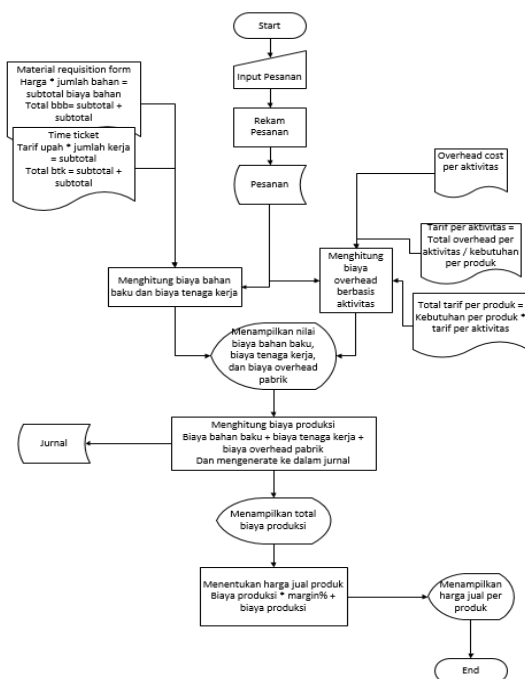 Start
Input Pesanan
Rekam
Pesanan
Pesanan
Material requisition form
Harga * jumlah bahan =
subtotal biaya bahan
Total bbb= subtotal +
subtotal
Time ticket
Tarif upah * jumlah kerja
= subtotal
Total btk = subtotal +
subtotal
Overhead cost
per aktivitas
Tarif per aktivitas =
Total overhead per
aktivitas / kebutuhan
per produk
Total tarif per produk =
Kebutuhan per produk *
tarif per aktivitas
Menghitung biaya bahan
baku dan biaya tenaga kerja
Menghitung
biaya
overhead
berbasis
aktivitas
Menampilkan nilai
biaya bahan baku,
biaya tenaga kerja,
dan biaya overhead
pabrik
Menghitung biaya produksi
Biaya bahan baku + biaya tenaga kerja +
biaya overhead pabrik
Dan mengenerate ke dalam jurnal
Jurnal
Menampilkan total
biaya produksi
Menentukan harga jual produk
Biaya produksi * margin% +
biaya produksi
Menampilkan
harga jual per
produk
End